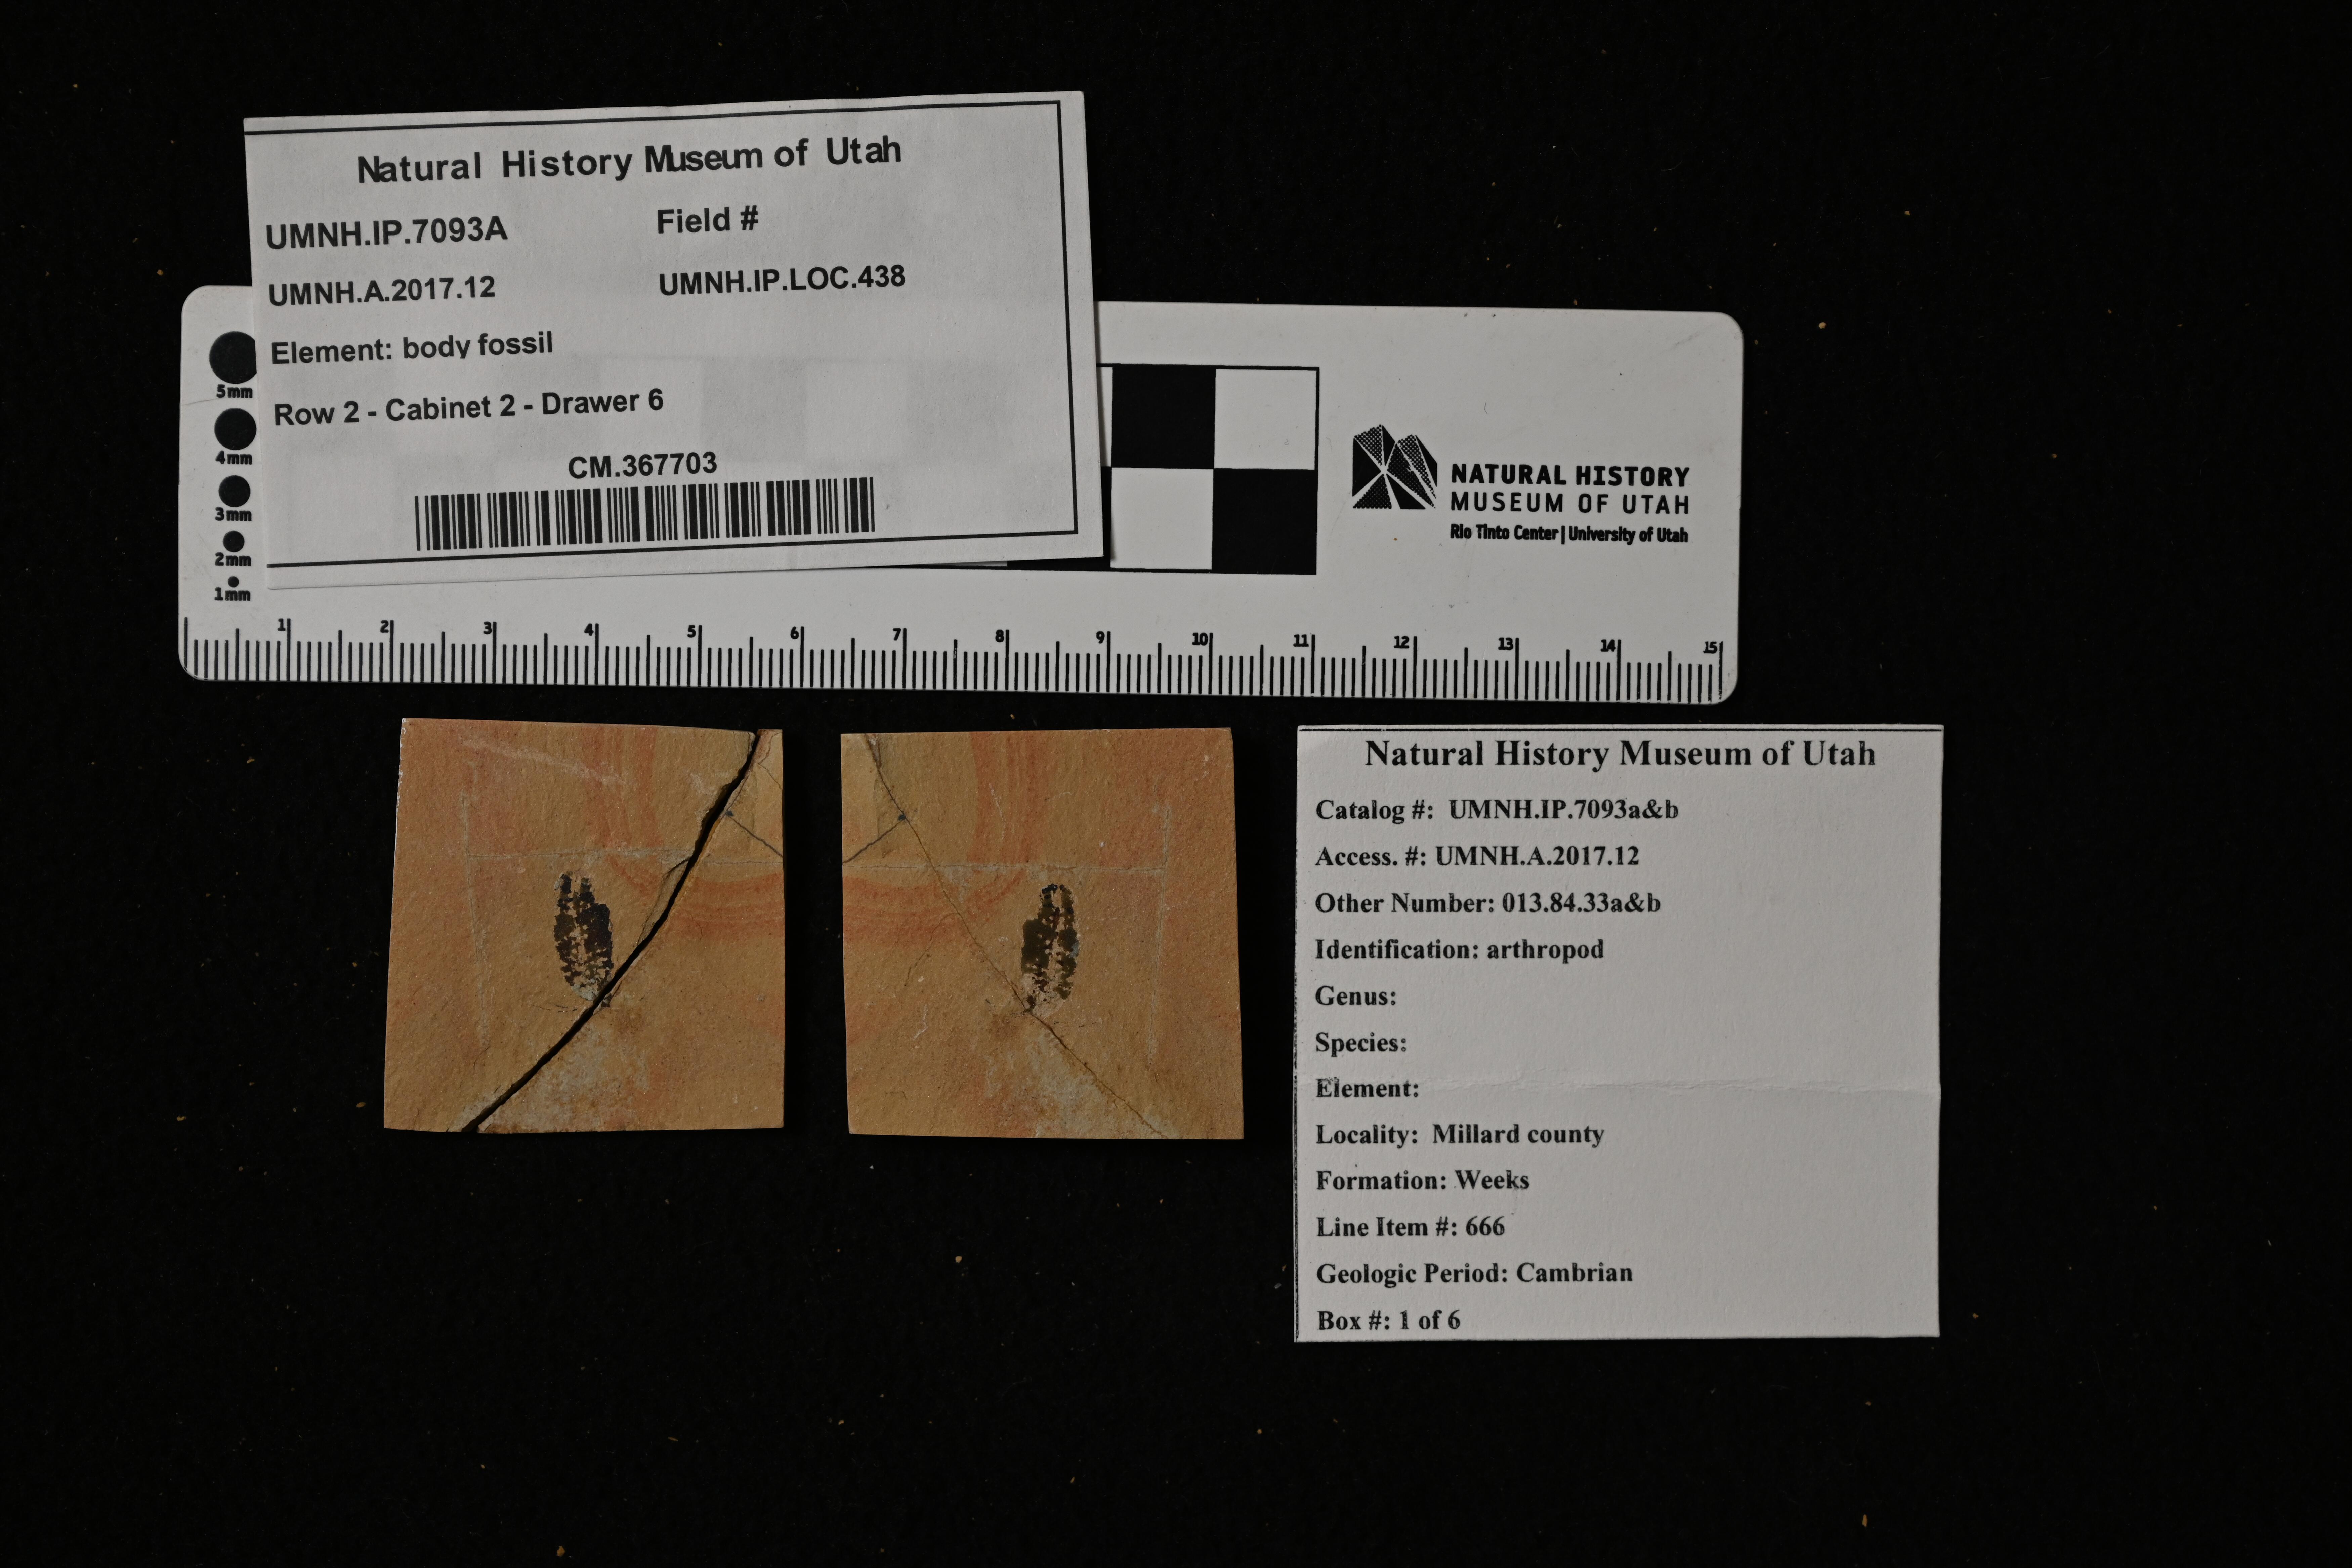 Natural History Museum of Utah
UMNH.IP.7093A Field #
UMNH.A.2017.12 UMNH.IP.LOC.438
Element: body fossil
Row 2 - Cabinet 2 - Drawer 6
CM.367703
5mm
4mm
3mm
2mm
1mm
NATURAL HISTORY
MUSEUM OF UTAH
Rio Tinto Center | University of Utah
1 2 3 4 5 6 7 8 9 10 11 12 13 14 15
Natural History Museum of Utah
Catalog #: UMNH.IP.7093a&b
Access. #: UMNH.A.2017.12
Other Number: 013.84.33a&b
Identification: arthropod
Genus:
Species:
Element:
Locality: Millard county
Formation: Weeks
Line Item #: 666
Geologic Period: Cambrian
Box #: 1 of 6